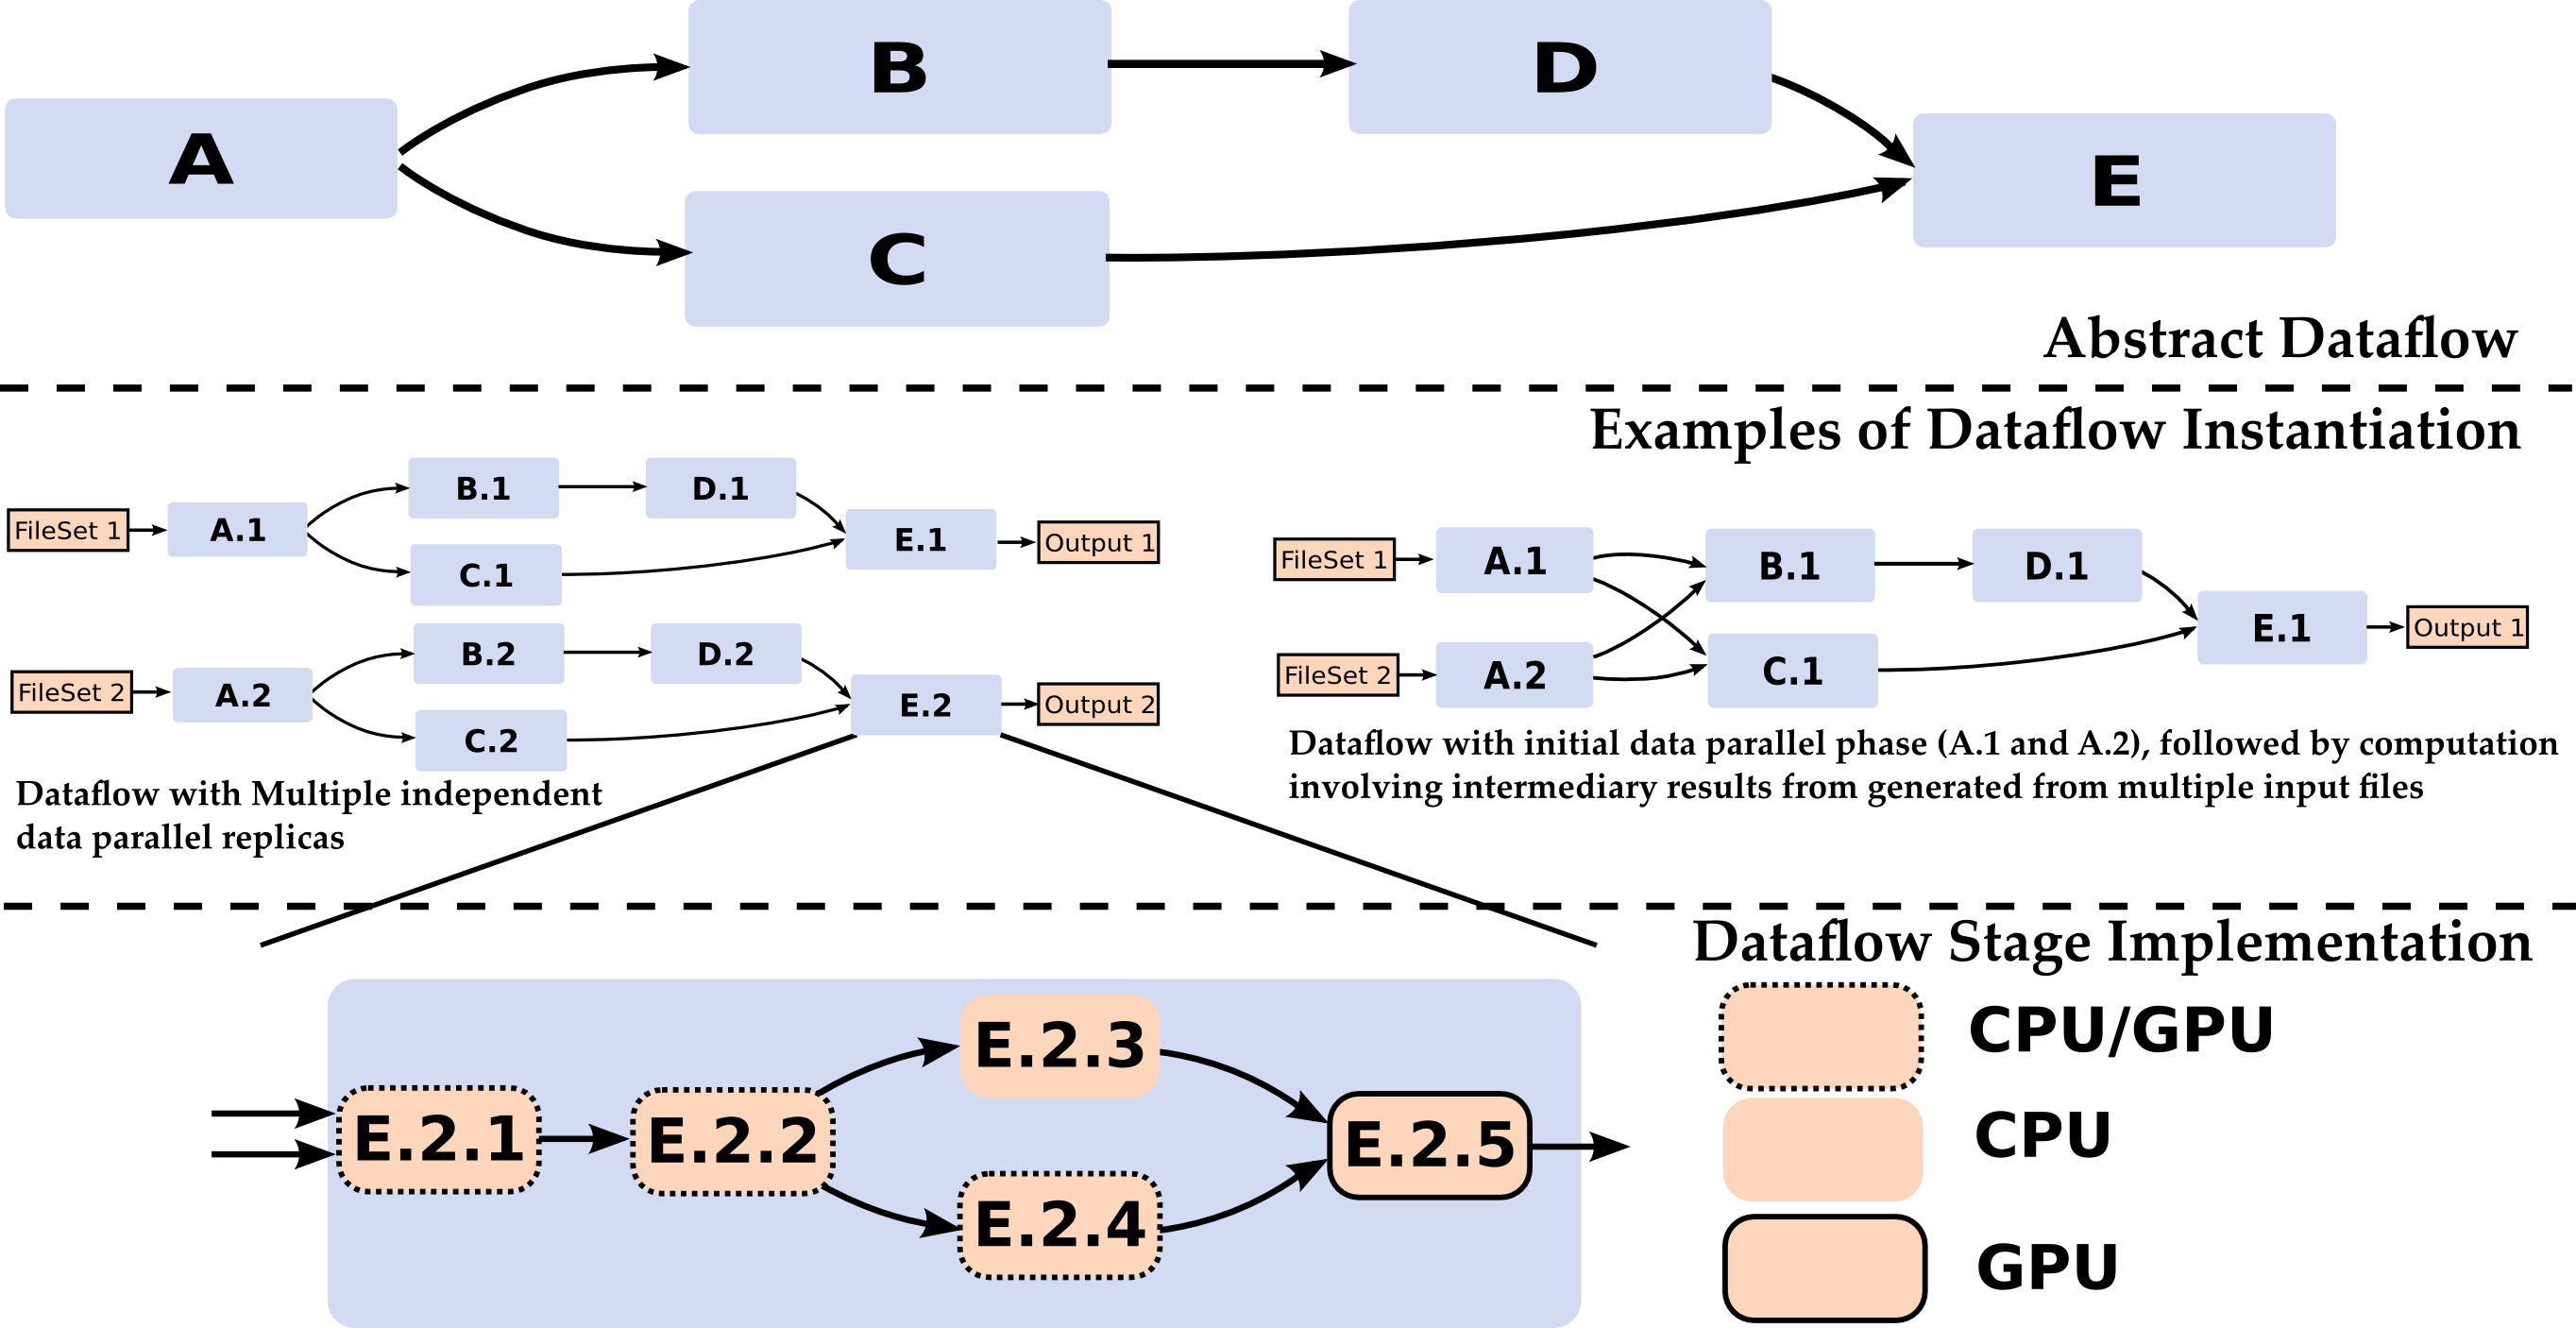 A
B
D
C
E
Abstract Dataflow
Examples of Dataflow Instantiation
FileSet 1
A.1
B.1
D.1
C.1
E.1
Output 1
FileSet 2
A.2
B.2
D.2
C.2
E.2
Output 2
Dataflow with Multiple independent
data parallel replicas
FileSet 1
A.1
B.1
D.1
E.1
Output 1
FileSet 2
A.2
C.1
Dataflow with initial data parallel phase (A.1 and A.2), followed by computation
involving intermediary results from generated from multiple input files
Dataflow Stage Implementation
E.2.1
E.2.2
E.2.3
E.2.4
E.2.5
CPU/GPU
CPU
GPU